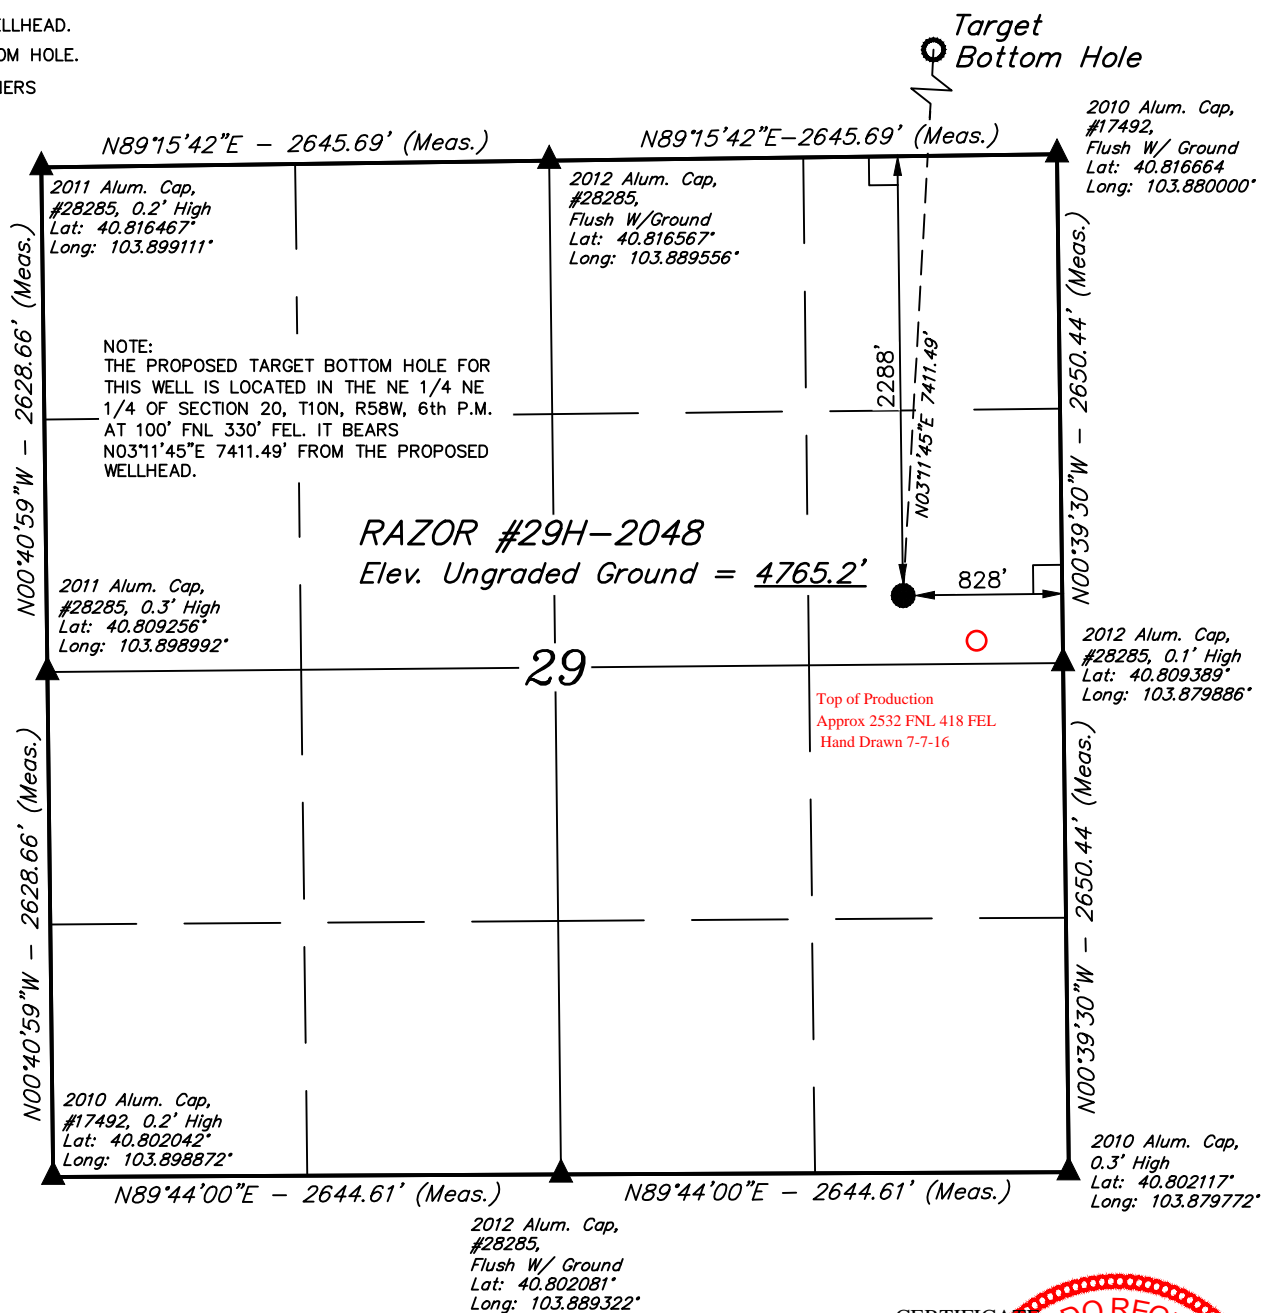 ELLHEAD.
OM HOLE.
NERS
Target
Bottom Hole
N89°15'42"E - 2645.69' (Meas.)
N89°15'42"E-2645.69' (Meas.)
2010 Alum. Cap,
#17492,
Flush W/ Ground
Lat: 40.816664
Long: 103.880000°
2011 Alum. Cap,
#28285, 0.2' High
Lat: 40.816467°
Long: 103.899111°
2012 Alum. Cap,
#28285,
Flush W/Ground
Lat: 40.816567°
Long: 103.889556°
N00°40'59"W - 2628.66' (Meas.)
N00°39'30"W - 2650.44' (Meas.)
NOTE:
THE PROPOSED TARGET BOTTOM HOLE FOR
THIS WELL IS LOCATED IN THE NE 1/4 NE
1/4 OF SECTION 20, T10N, R58W, 6th P.M.
AT 100' FNL 330' FEL. IT BEARS
N03°11'45"E 7411.49' FROM THE PROPOSED
WELLHEAD.
2288'
N03°11'45"E 7411.49'
RAZOR #29H-2048
Elev. Ungraded Ground = 4765.2'
828'
2011 Alum. Cap,
#28285, 0.3' High
Lat: 40.809256°
Long: 103.898992°
29
2012 Alum. Cap,
#28285, 0.1' High
Lat: 40.809389°
Long: 103.879886°
Top of Production
Approx 2532 FNL 418 FEL
Hand Drawn 7-7-16
N00°40'59"W - 2628.66' (Meas.)
N00°39'30"W - 2650.44' (Meas.)
2010 Alum. Cap,
#17492, 0.2' High
Lat: 40.802042°
Long: 103.898872°
2010 Alum. Cap,
0.3' High
Lat: 40.802117°
Long: 103.879772°
N89°44'00"E - 2644.61' (Meas.)
N89°44'00"E - 2644.61' (Meas.)
2012 Alum. Cap,
#28285,
Flush W/ Ground
Lat: 40.802081°
Long: 103.889322°
CERTIFICATE
DO REG